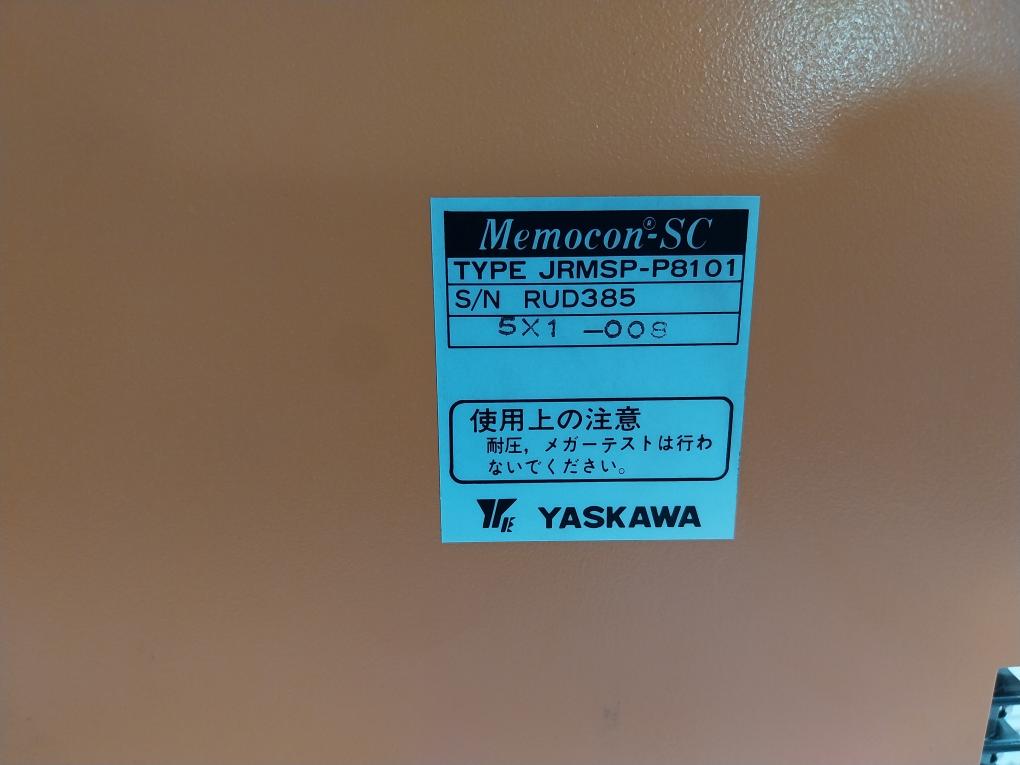 Memocon®-SC
TYPE JRMSP-P8101
S/N RUD385
5X1 -008
使用上の注意
耐圧,メガーテストは行わ
ないでください。
YE YASKAWA